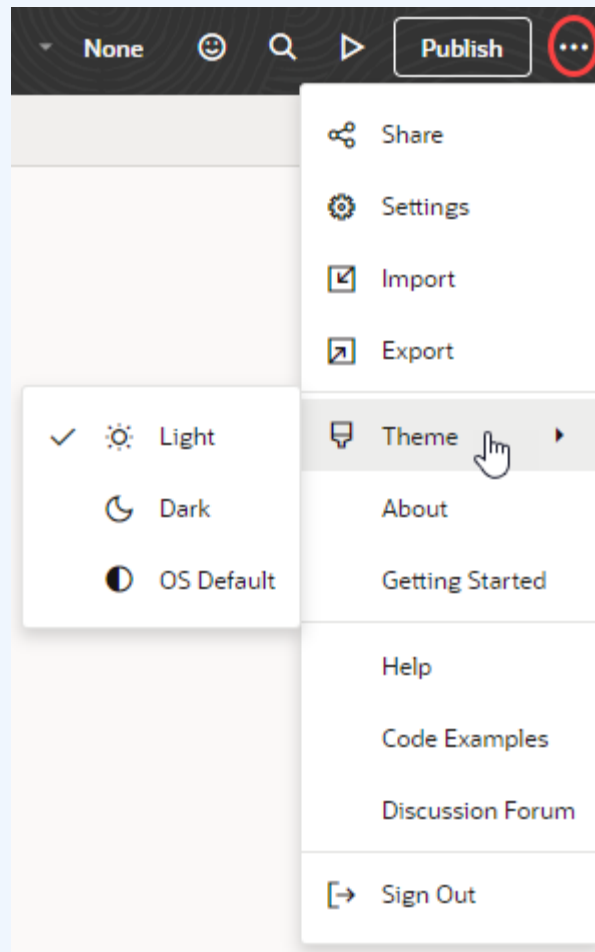 None
Publish
Share
Settings
Import
Export
Theme
Light
Dark
OS Default
About
Getting Started
Help
Code Examples
Discussion Forum
Sign Out